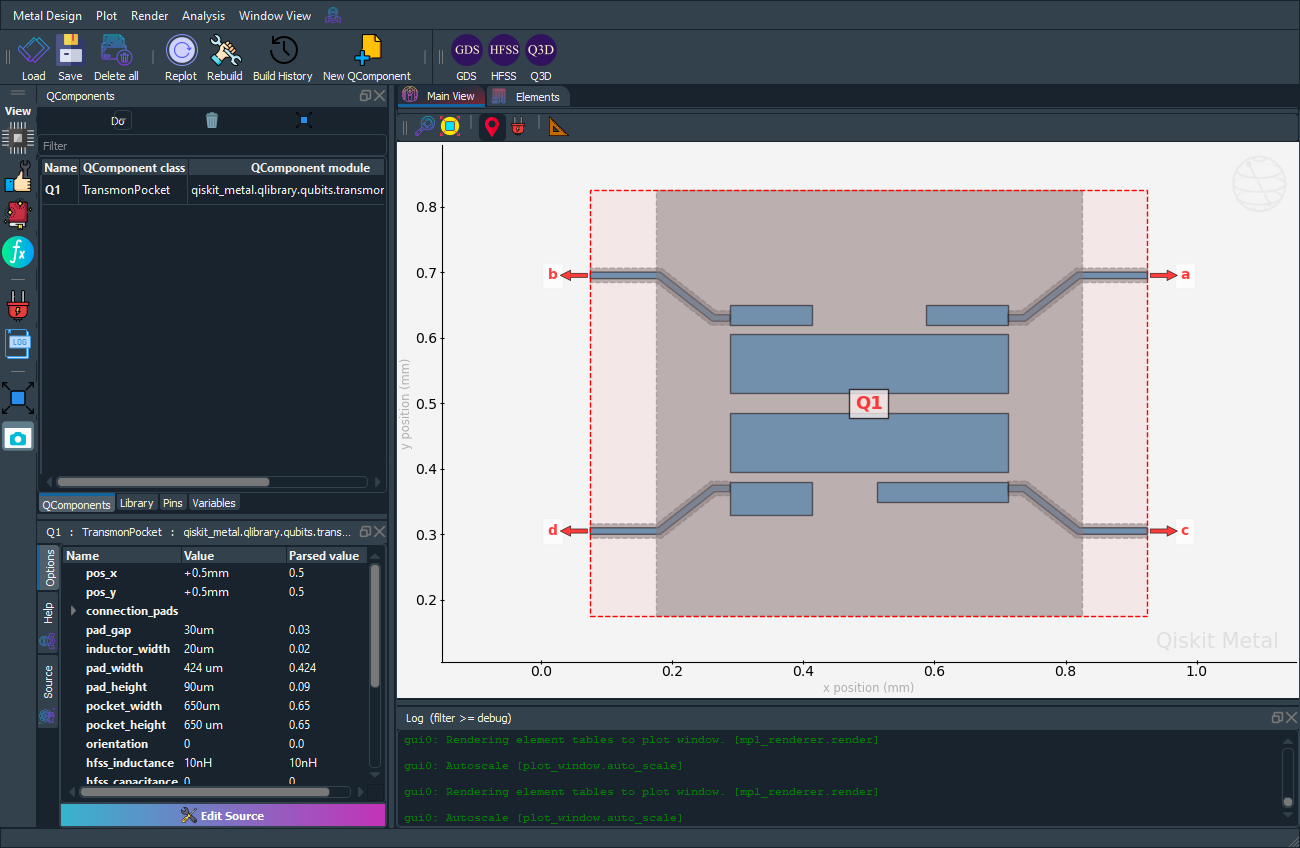 Metal Design Plot Render Analysis Window View
Load Save Delete all Replot Rebuild Build History New QComponent
GDS HFSS Q3D
GDS HFSS Q3D
View
LOG
QComponents
Filter
Name QComponent class QComponent module
Q1 TransmonPocket qiskit_metal.qlibrary.qubits.transmor
QComponents Library Pins Variables
Q1 : TransmonPocket : qiskit_metal.qlibrary.qubits.trans...
Options
Help
Source
Name Value Parsed value
pos_x +0.5mm 0.5
pos_y +0.5mm 0.5
connection_pads
pad_gap 30um 0.03
inductor_width 20um 0.02
pad_width 424 um 0.424
pad_height 90um 0.09
pocket_width 650um 0.65
pocket_height 650 um 0.65
orientation 0 0.0
hfss_inductance 10nH 10nH
hfss_capacitance 0 0
Edit Source
Main View Elements
0.8
0.7
0.6
0.5
0.4
0.3
0.2
y position (mm)
b a
Q1
d c
Qiskit Metal
0.0 0.2 0.4 0.6 0.8 1.0
x position (mm)
Log (filter >= debug)
gui0: Rendering element tables to plot window. [mpl_renderer.render]
gui0: Autoscale [plot_window.auto_scale]
gui0: Rendering element tables to plot window. [mpl_renderer.render]
gui0: Autoscale [plot_window.auto_scale]